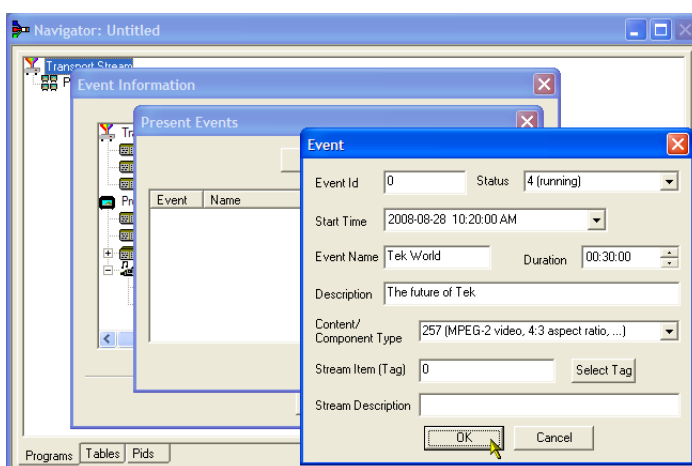 Navigator: Untitled
Transport Stream
P
Event Information
Tr
Pr
Present Events
Event Name
Event
Event Id 0 Status 4 (running)
Start Time 2008-08-28 10:20:00 AM
Event Name Tek World Duration 00:30:00
Description The future of Tek
Content/
Component Type 257 (MPEG-2 video, 4:3 aspect ratio, ...)
Stream Item (Tag) 0 Select Tag
Stream Description
OK Cancel
Programs Tables Pids